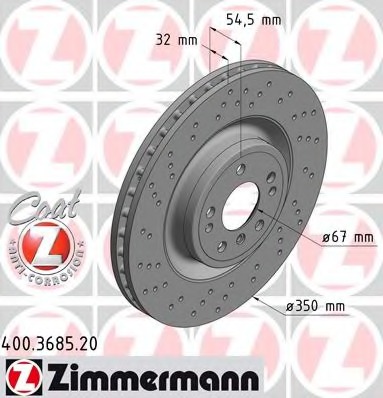 54,5 mm
32 mm
Coat
Z
ANTI-CORROSION
ø67 mm
ø350 mm
400.3685.20
Z Zimmermann